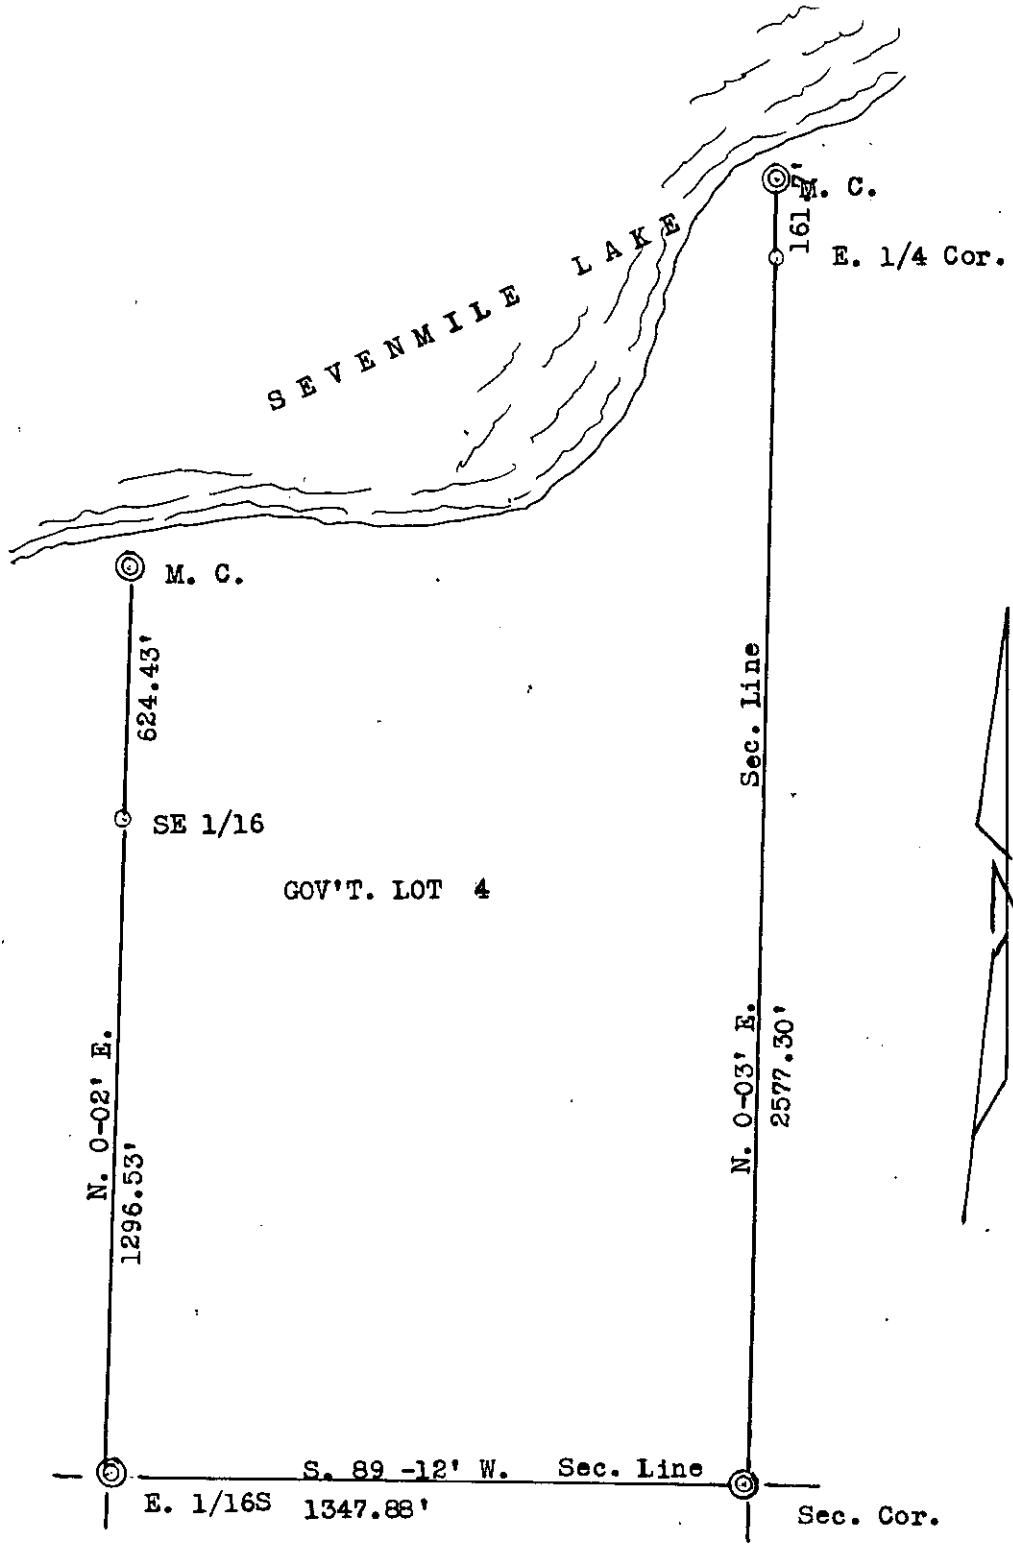 SEVENMILE LAKE
M. C.
161.7'
E. 1/4 Cor.
M. C.
624.43'
Sec. Line
SE 1/16
GOV'T. LOT 4
N. 0-02' E.
1296.53'
N. 0-03' E.
2577.30'
S. 89 -12' W. Sec. Line
E. 1/16S 1347.88'
Sec. Cor.
N